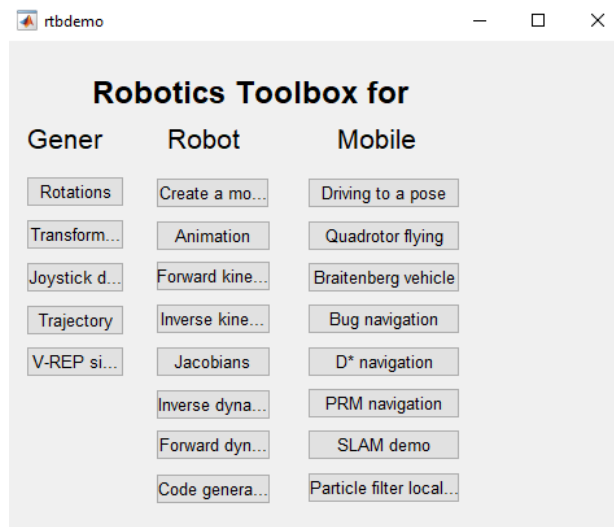 rtbdemo
Robotics Toolbox for
Gener Robot Mobile
Rotations Create a mo... Driving to a pose
Transform... Animation Quadrotor flying
Joystick d... Forward kine... Braitenberg vehicle
Trajectory Inverse kine... Bug navigation
V-REP si... Jacobians D* navigation
Inverse dyna... PRM navigation
Forward dyn... SLAM demo
Code genera... Particle filter local...